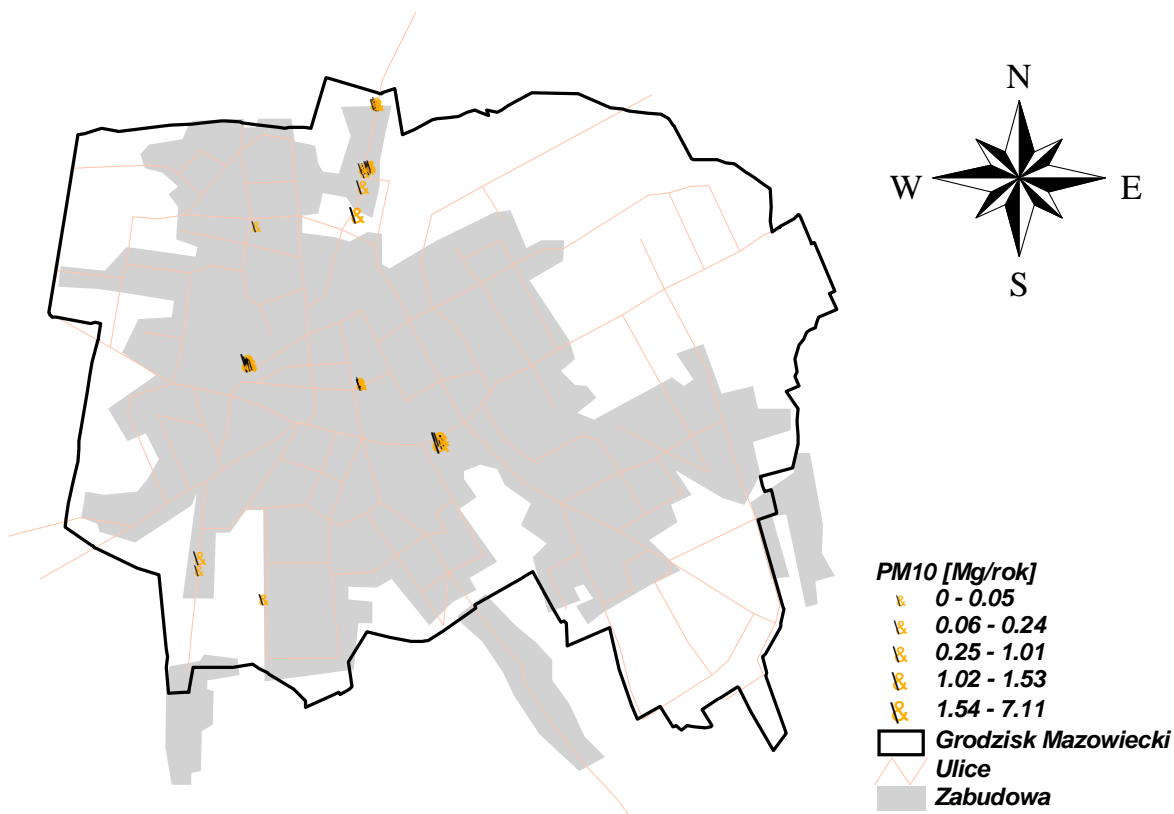 N
W E
S
PM10 [Mg/rok]
0 - 0.05
0.06 - 0.24
0.25 - 1.01
1.02 - 1.53
1.54 - 7.11
Grodzisk Mazowiecki
Ulice
Zabudowa